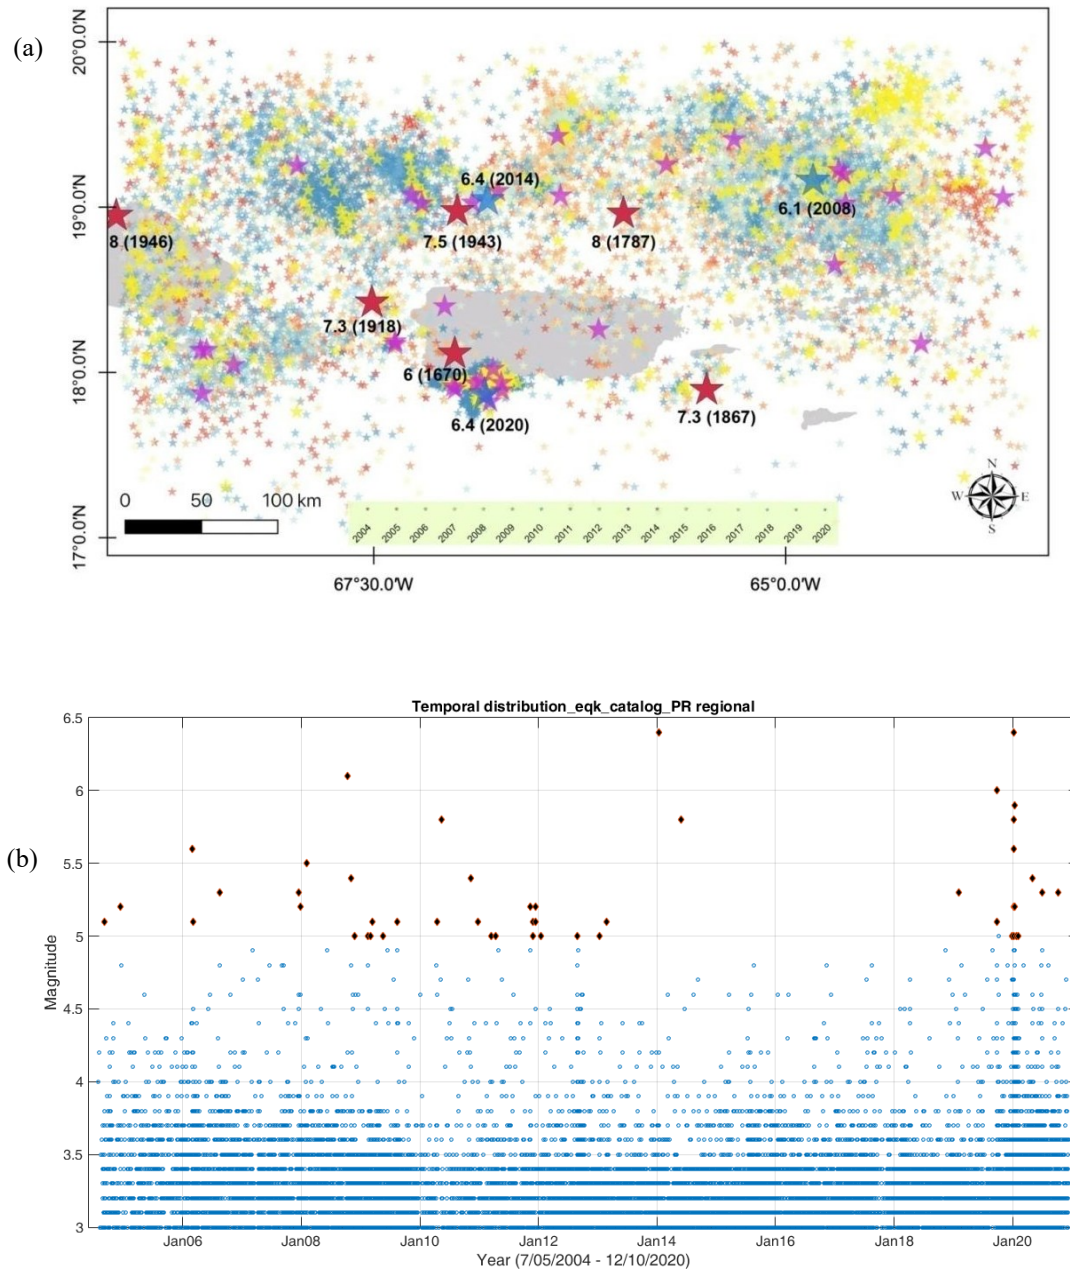 (a)
20°0.0'N
19°0.0'N
18°0.0'N
17°0.0'N
6.4 (2014)
6.1 (2008)
8 (1946)
7.5 (1943)
8 (1787)
7.3 (1918)
6 (1670)
7.3 (1867)
6.4 (2020)
0 50 100 km
N
W E
S
2004 2005 2006 2007 2008 2009 2010 2011 2012 2013 2014 2015 2016 2017 2018 2019 2020
67°30.0'W 65°0.0'W
(b)
Temporal distribution_eqk_catalog_PR regional
6.5
6
5.5
5
4.5
4
3.5
3
Magnitude
Jan06 Jan08 Jan10 Jan12 Jan14 Jan16 Jan18 Jan20
Year (7/05/2004 - 12/10/2020)